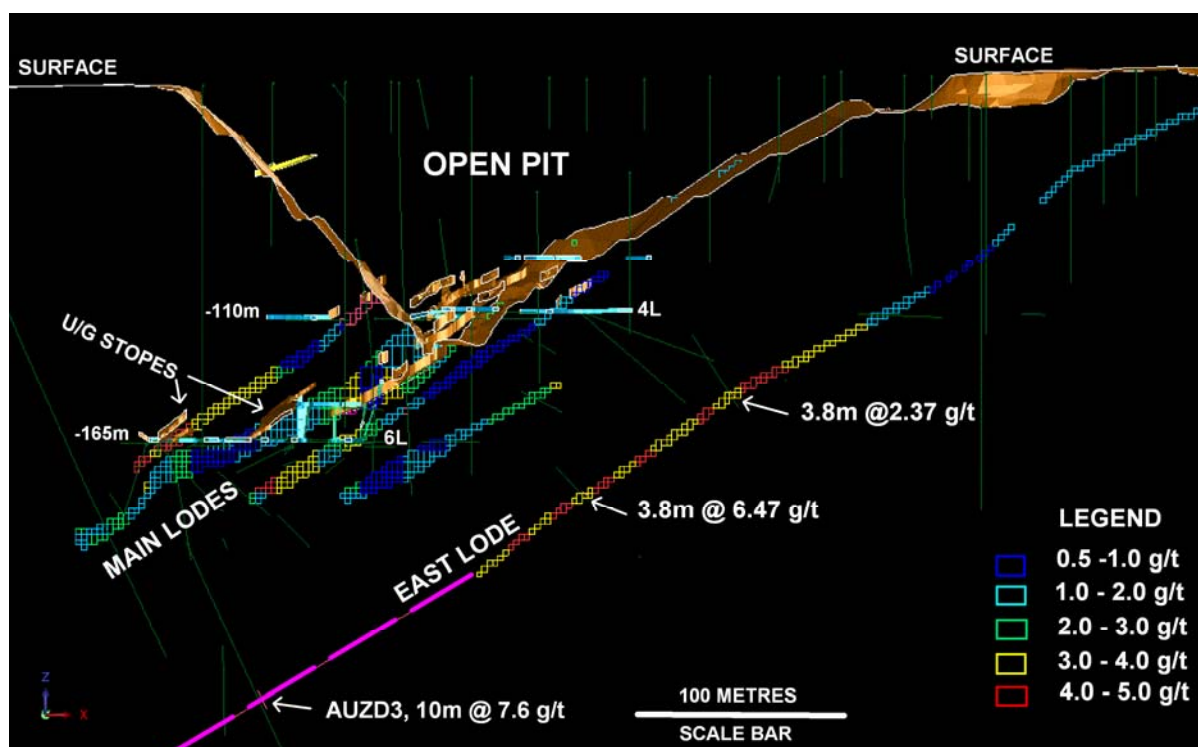 SURFACE
SURFACE
OPEN PIT
-110m
4L
U/G STOPES
-165m
6L
3.8m @2.37 g/t
MAIN LODES
3.8m @ 6.47 g/t
EAST LODE
LEGEND
0.5 -1.0 g/t
1.0 - 2.0 g/t
2.0 - 3.0 g/t
3.0 - 4.0 g/t
4.0 - 5.0 g/t
Z
X
AUZD3, 10m @ 7.6 g/t
100 METRES
SCALE BAR